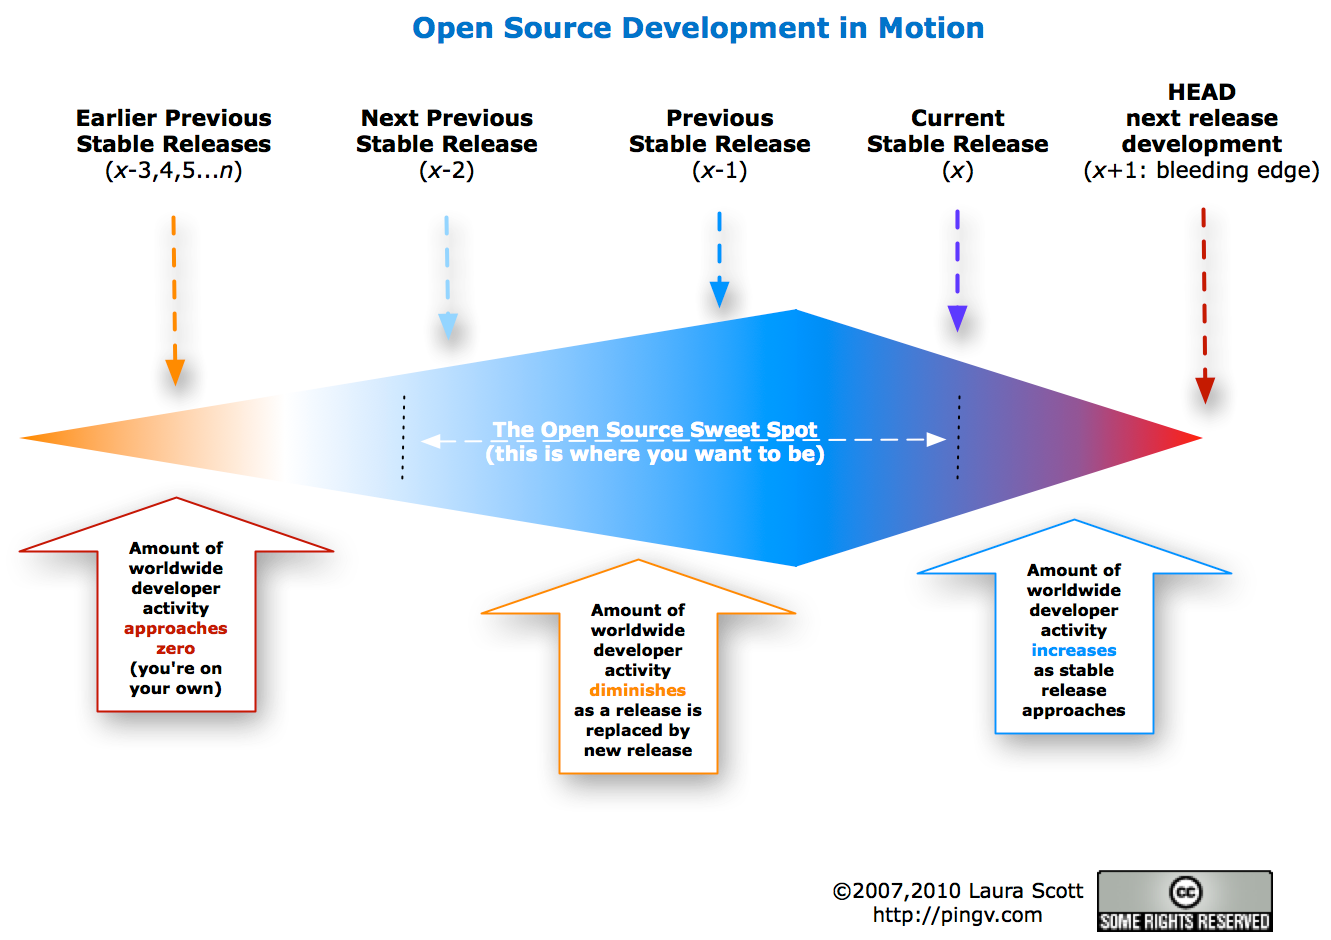 Open Source Development in Motion
Earlier Previous
Stable Releases
(x-3,4,5...n)
Next Previous
Stable Release
(x-2)
Previous
Stable Release
(x-1)
Current
Stable Release
(x)
HEAD
next release
development
(x+1: bleeding edge)
The Open Source Sweet Spot
(this is where you want to be)
Amount of
worldwide
developer
activity
approaches
zero
(you're on
your own)
Amount of
worldwide
developer
activity
diminishes
as a release is
replaced by
new release
Amount of
worldwide
developer
activity
increases
as stable
release
approaches
©2007,2010 Laura Scott
http://pingv.com
cc
SOME RIGHTS RESERVED